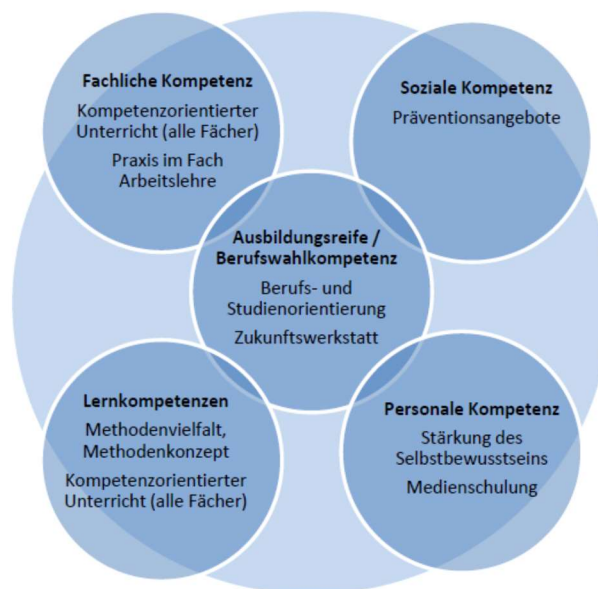 Fachliche Kompetenz
Kompetenzorientierter
Unterricht (alle Fächer)
Praxis im Fach
Arbeitslehre
Soziale Kompetenz
Präventionsangebote
Ausbildungsreife /
Berufswahlkompetenz
Berufs- und
Studienorientierung
Zukunftswerkstatt
Lernkompetenzen
Methodenvielfalt,
Methodenkonzept
Kompetenzorientierter
Unterricht (alle Fächer)
Personale Kompetenz
Stärkung des
Selbstbewusstseins
Medienschulung